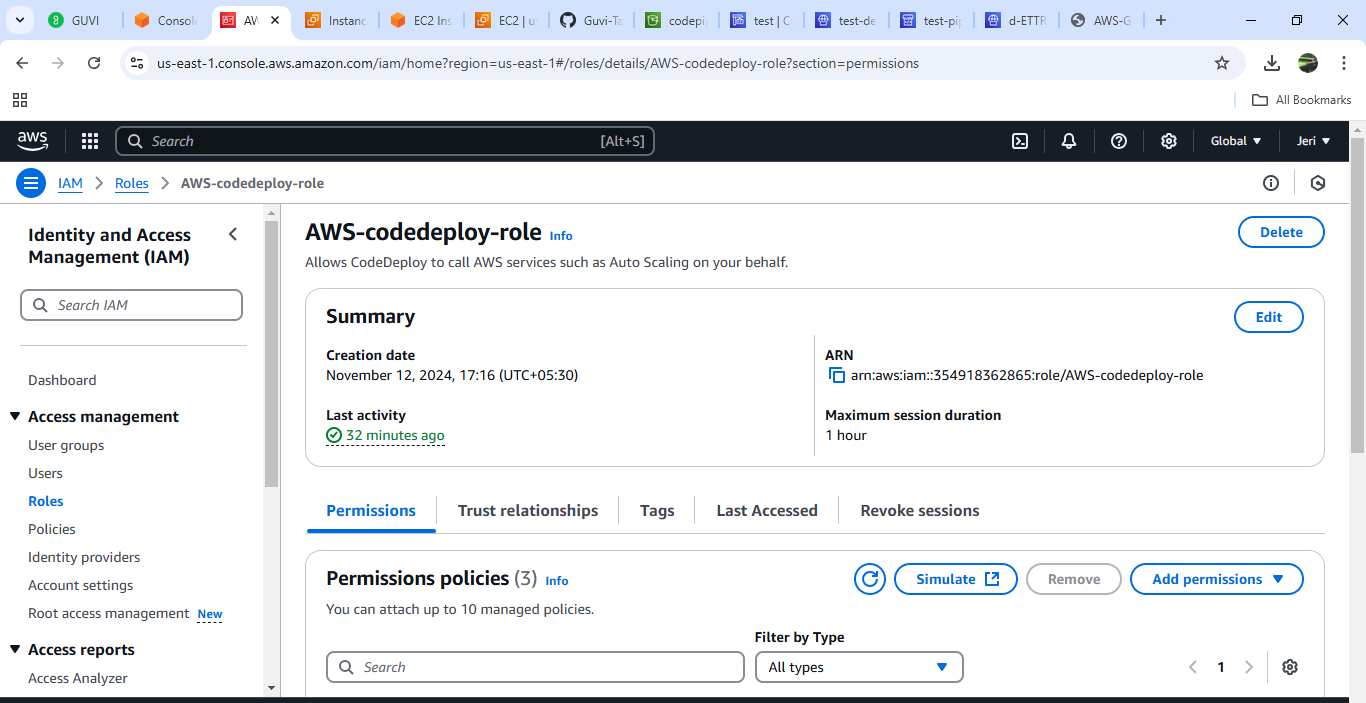 GUVI
Consol
AW
Instanc
EC2 Ins
EC2 | u
Guvi-Ta
codepi
test | C
test-de
test-pip
d-ETTR
AWS-G
us-east-1.console.aws.amazon.com/iam/home?region=us-east-1#/roles/details/AWS-codedeploy-role?section=permissions
All Bookmarks
aws
Search
[Alt+S]
Global
Jeri
IAM
Roles
AWS-codedeploy-role
Identity and Access
Management (IAM)
Search IAM
Dashboard
Access management
User groups
Users
Roles
Policies
Identity providers
Account settings
Root access management New
Access reports
Access Analyzer
AWS-codedeploy-role Info
Delete
Allows CodeDeploy to call AWS services such as Auto Scaling on your behalf.
Summary
Edit
Creation date
November 12, 2024, 17:16 (UTC+05:30)
ARN
arn:aws:iam::354918362865:role/AWS-codedeploy-role
Last activity
32 minutes ago
Maximum session duration
1 hour
Permissions
Trust relationships
Tags
Last Accessed
Revoke sessions
Permissions policies (3) Info
Simulate
Remove
Add permissions
You can attach up to 10 managed policies.
Filter by Type
Search
All types
1